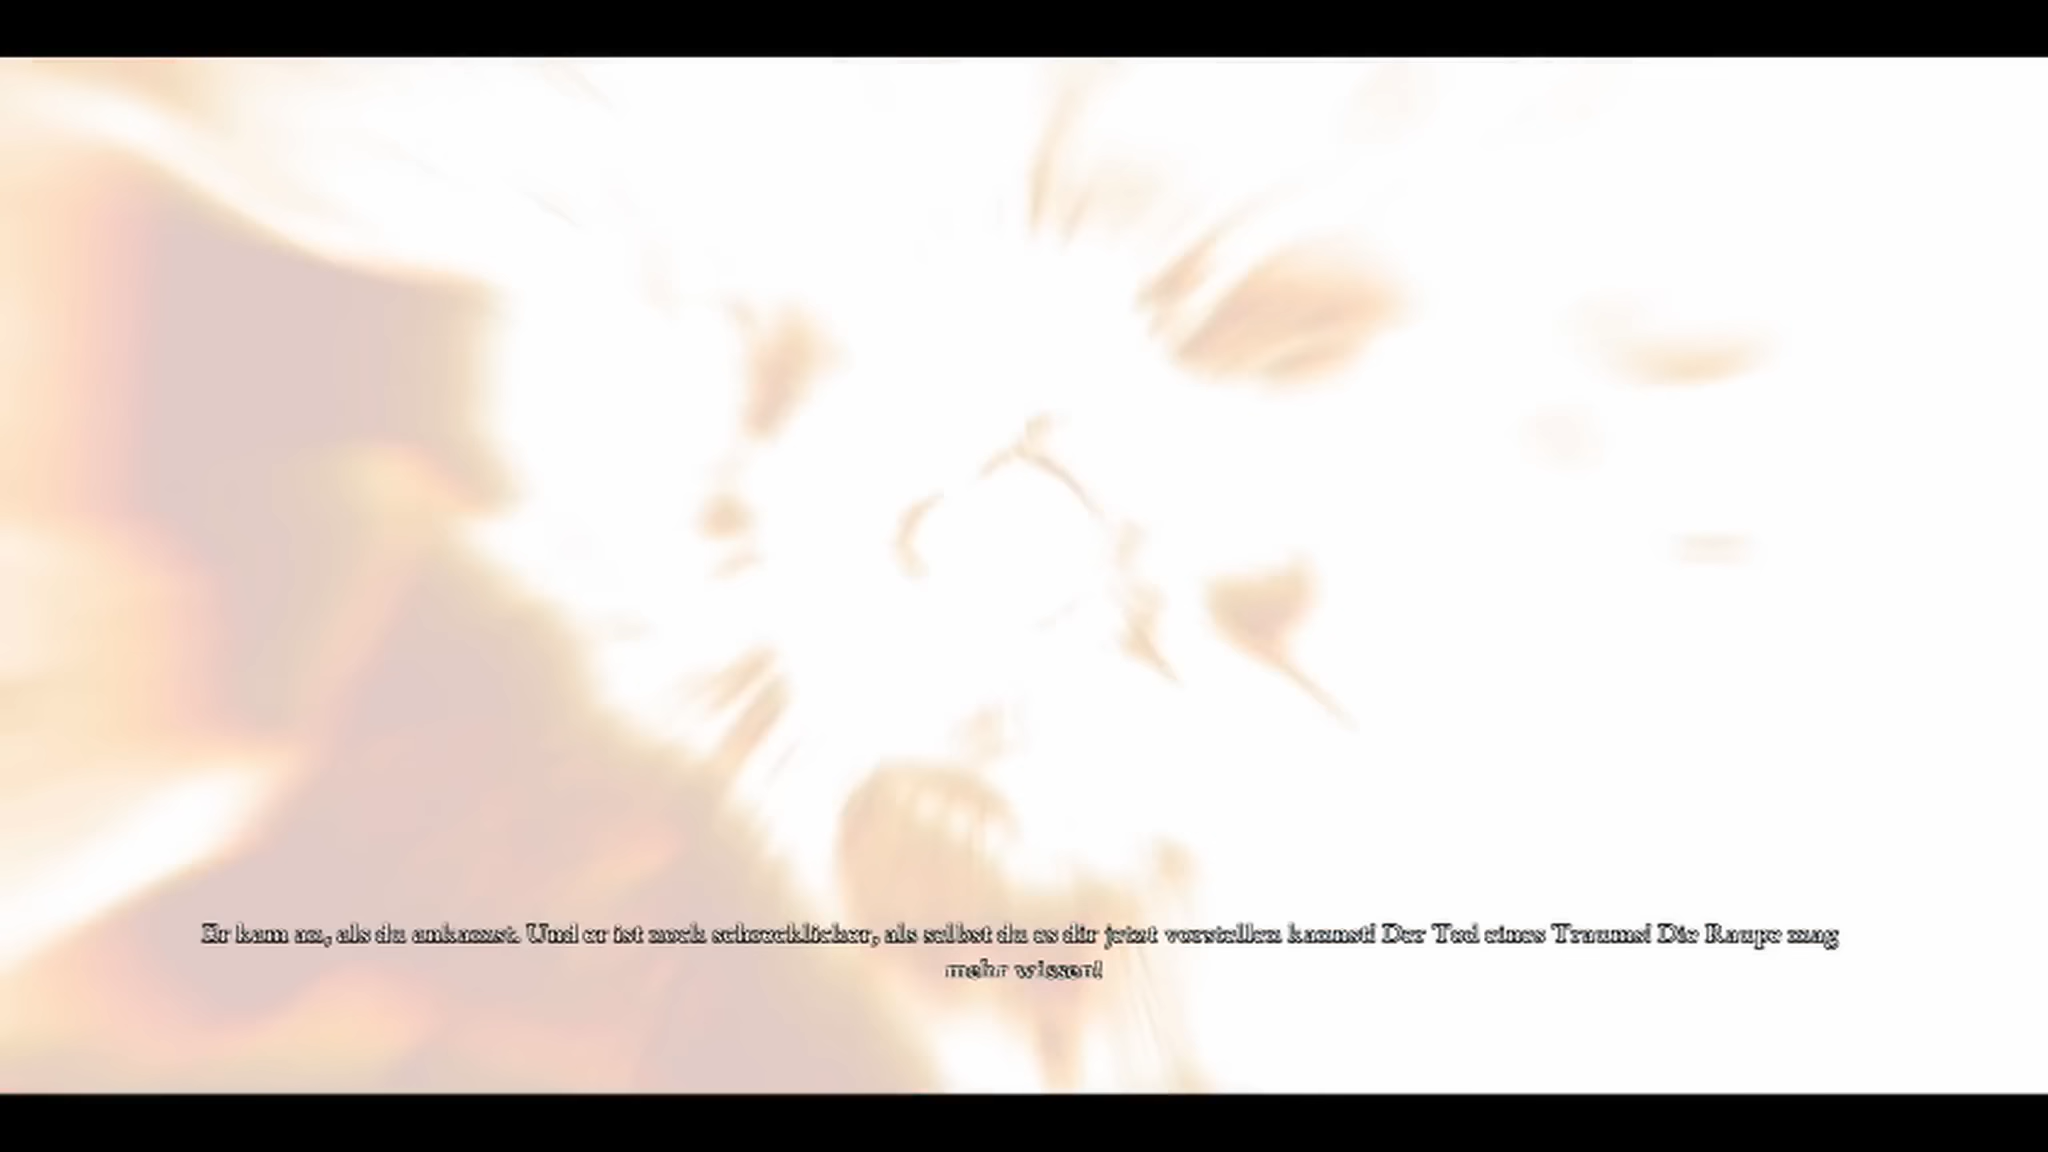 Er kam an, als du ankamst. Und er ist noch schrecklicher, als selbst du es dir jetzt vorstellen kannst! Der Tod eines Traums! Die Raupe mag
mehr wissen!